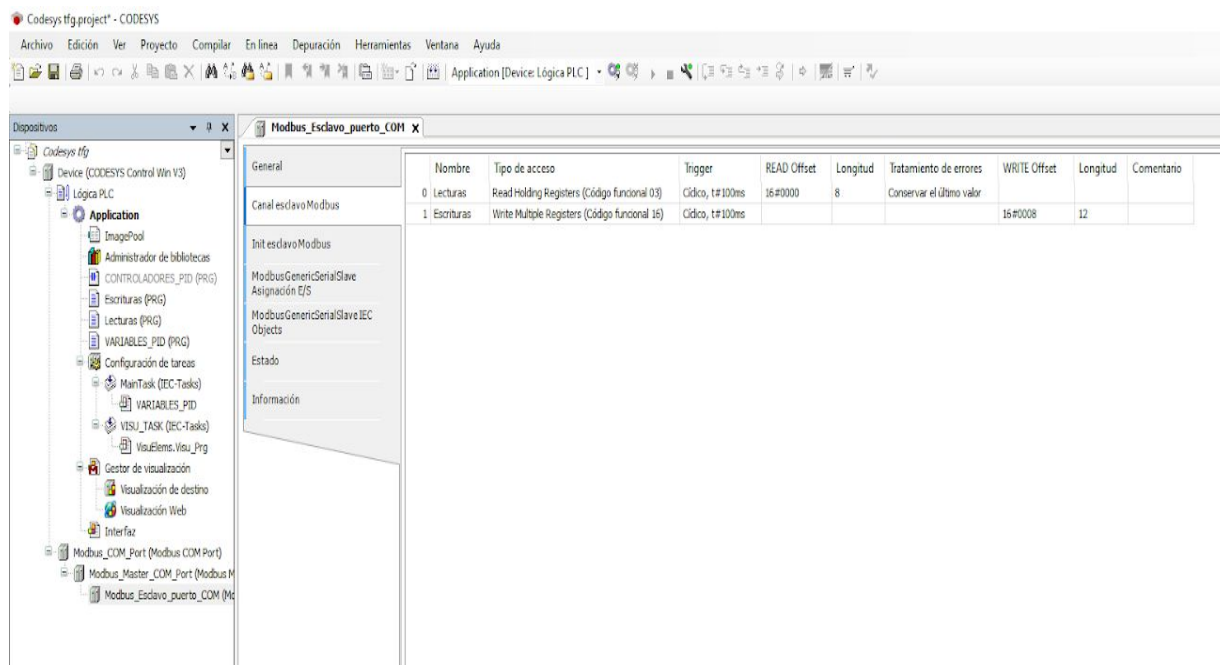 Codesys tfg.project* - CODESYS
Archivo Edición Ver Proyecto Compilar En linea Depuración Herramientas Ventana Ayuda
Application [Device: Lógica PLC]
Dispositivos
Modbus_Esclavo_puerto_COM X
Codesys tfg
Device (CODESYS Control Win V3)
Lógica PLC
Application
ImagePool
Administrador de bibliotecas
CONTROLADORES_PID (PRG)
Escrituras (PRG)
Lecturas (PRG)
VARIABLES_PID (PRG)
Configuración de tareas
MainTask (IEC-Tasks)
VARIABLES_PID
VISU_TASK (IEC-Tasks)
VisuElems.Visu_Prg
Gestor de visualización
Visualización de destino
Visualización Web
Interfaz
Modbus_COM_Port (Modbus COM Port)
Modbus_Master_COM_Port (Modbus M
Modbus_Esclavo_puerto_COM (Mo
General
Canal esclavo Modbus
Init esclavo Modbus
ModbusGenericSerialSlave
Asignación E/S
ModbusGenericSerialSlave IEC
Objects
Estado
Información
Nombre Tipo de acceso Trigger READ Offset Longitud Tratamiento de errores WRITE Offset Longitud Comentario
0 Lecturas Read Holding Registers (Código funcional 03) Cíclico, t#100ms 16#0000 8 Conservar el último valor
1 Escrituras Write Multiple Registers (Código funcional 16) Cíclico, t#100ms 16#0008 12